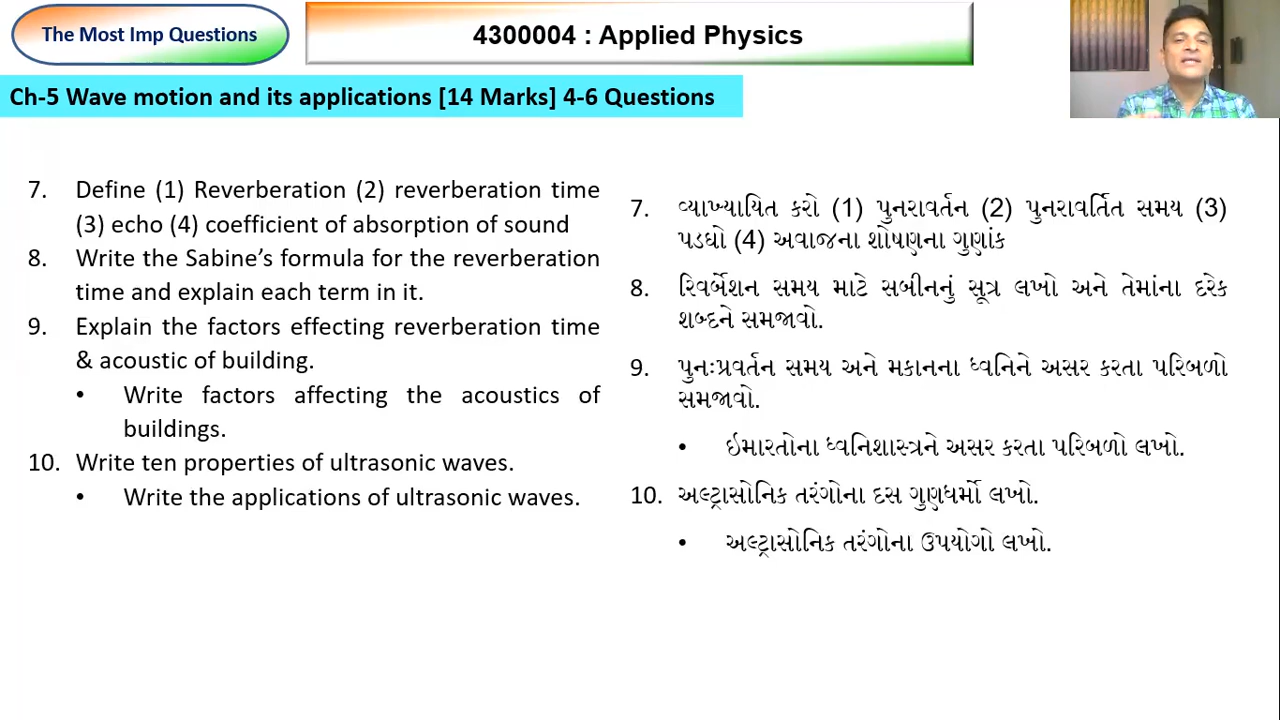 The Most Imp Questions
4300004 : Applied Physics
Ch-5 Wave motion and its applications [14 Marks] 4-6 Questions
7. Define (1) Reverberation (2) reverberation time
(3) echo (4) coefficient of absorption of sound
8. Write the Sabine's formula for the reverberation
time and explain each term in it.
9. Explain the factors effecting reverberation time
& acoustic of building.
• Write factors affecting the acoustics of
buildings.
10. Write ten properties of ultrasonic waves.
• Write the applications of ultrasonic waves.
7. વ્યાખ્યાયિત કરો (1) પુનરાવર્તન (2) પુનરાવર્તિત સમય (3)
પડઘો (4) અવાજના શોષણના ગુણાંક
8. રિવર્બેશન સમય માટે સબીનનું સૂત્ર લખો અને તેમાંના દરેક
શબ્દને સમજાવો.
9. પુનઃપ્રવર્તન સમય અને મકાનના ધ્વનિને અસર કરતા પરિબળો
સમજાવો.
• ઇમારતોના ધ્વનિશાસ્ત્રને અસર કરતા પરિબળો લખો.
10. અલ્ટ્રાસોનિક તરંગોના દસ ગુણધર્મો લખો.
• અલ્ટ્રાસોનિક તરંગોના ઉપયોગો લખો.